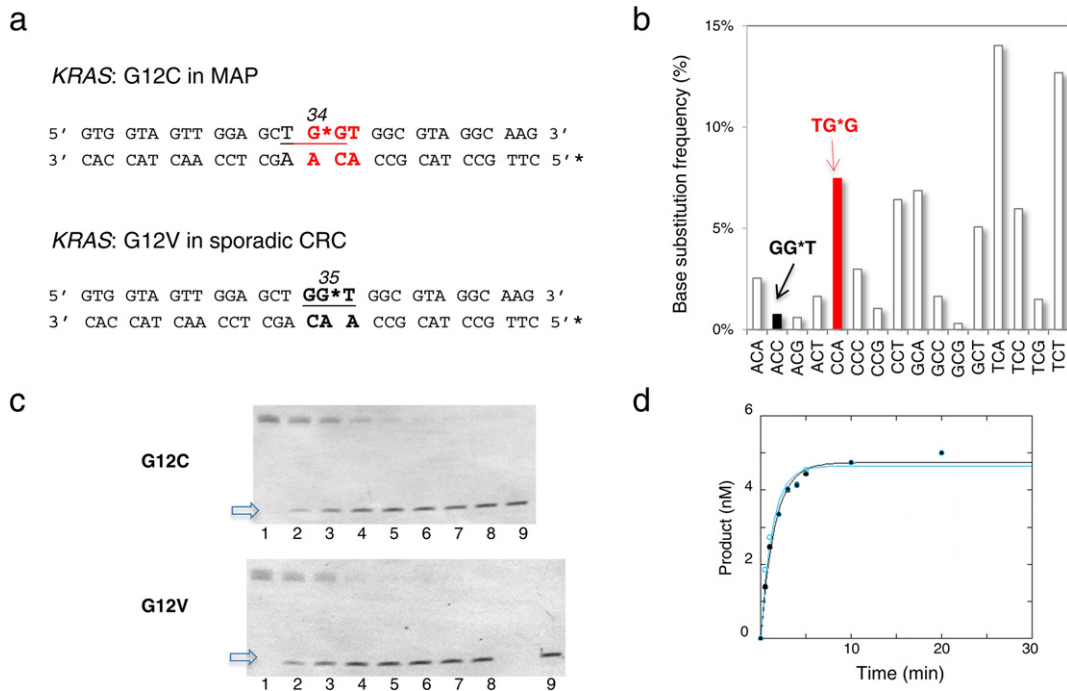 a
KRAS: G12C in MAP
34
5' GTG GTA GTT GGA GCT G*GT GGC GTA GGC AAG 3'
3' CAC CAT CAA CCT CGA A CA CCG CAT CCG TTC 5'*
KRAS: G12V in sporadic CRC
35
5' GTG GTA GTT GGA GCT GG*T GGC GTA GGC AAG 3'
3' CAC CAT CAA CCT CGA CA A CCG CAT CCG TTC 5'*
b
Base substitution frequency (%)
15%
10%
5%
0%
TG*G
GG*T
ACA ACC ACG ACT CCA CCC CCG CCT GCA GCC GCG GCT TCA TCC TCG TCT
c
G12C
1 2 3 4 5 6 7 8 9
G12V
1 2 3 4 5 6 7 8 9
d
Product (nM)
6
4
2
0
0 10 20 30
Time (min)